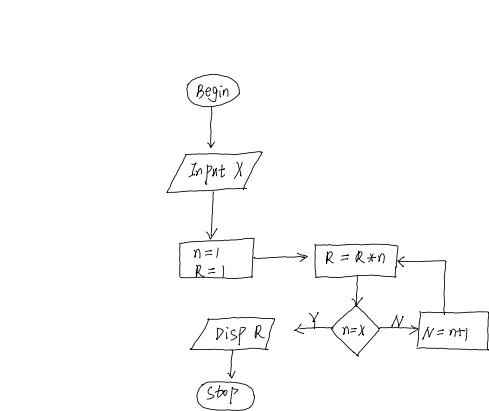 Begin
Input X
n=1
R=1
R = R*n
n=X
Y
N
N = n+1
Disp R
Stop